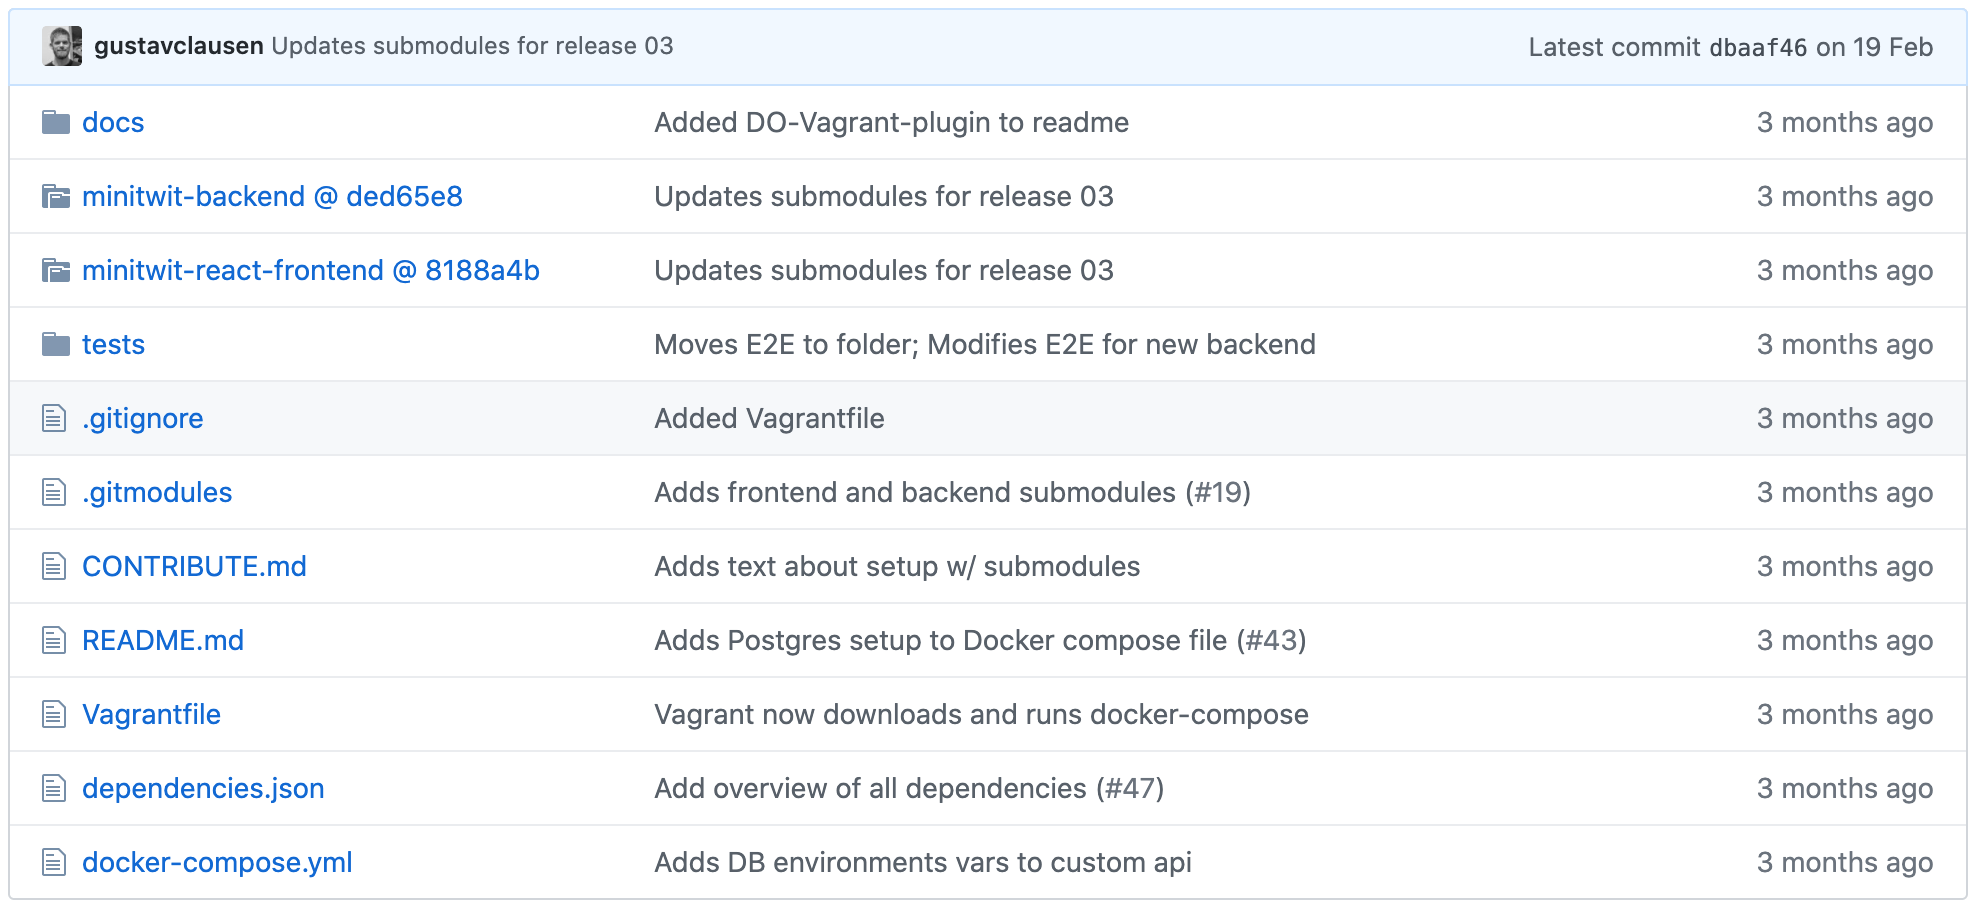 gustavclausen Updates submodules for release 03 Latest commit dbaaf46 on 19 Feb
docs Added DO-Vagrant-plugin to readme 3 months ago
minitwit-backend @ ded65e8 Updates submodules for release 03 3 months ago
minitwit-react-frontend @ 8188a4b Updates submodules for release 03 3 months ago
tests Moves E2E to folder; Modifies E2E for new backend 3 months ago
.gitignore Added Vagrantfile 3 months ago
.gitmodules Adds frontend and backend submodules (#19) 3 months ago
CONTRIBUTE.md Adds text about setup w/ submodules 3 months ago
README.md Adds Postgres setup to Docker compose file (#43) 3 months ago
Vagrantfile Vagrant now downloads and runs docker-compose 3 months ago
dependencies.json Add overview of all dependencies (#47) 3 months ago
docker-compose.yml Adds DB environments vars to custom api 3 months ago